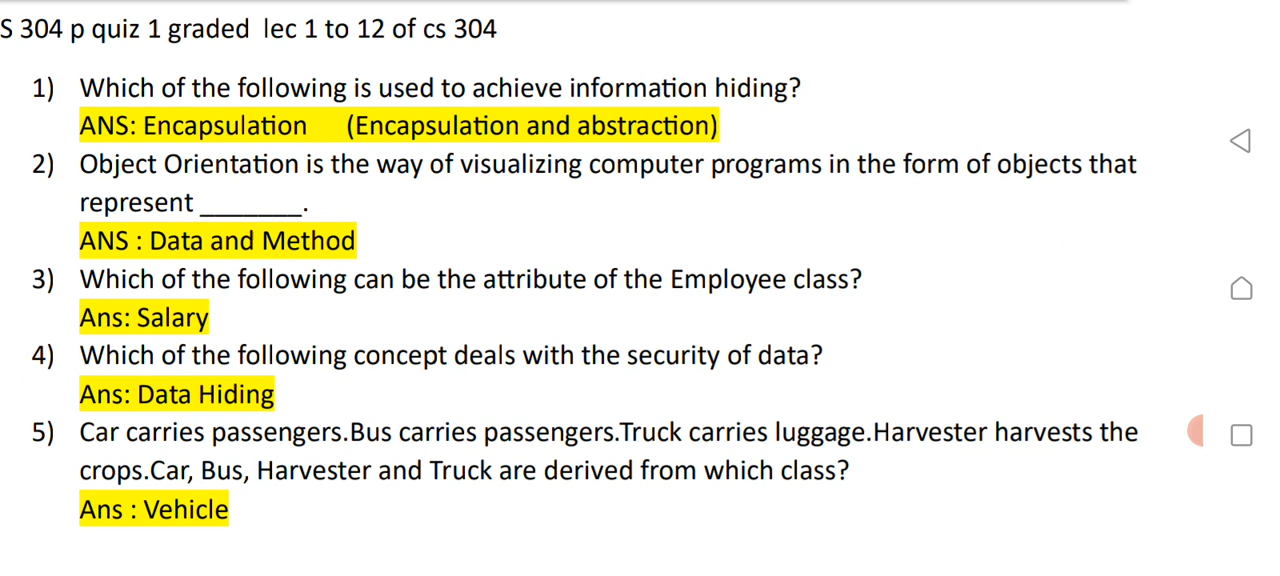 S 304 p quiz 1 graded lec 1 to 12 of cs 304
1) Which of the following is used to achieve information hiding?
ANS: Encapsulation (Encapsulation and abstraction)
2) Object Orientation is the way of visualizing computer programs in the form of objects that
represent _______.
ANS : Data and Method
3) Which of the following can be the attribute of the Employee class?
Ans: Salary
4) Which of the following concept deals with the security of data?
Ans: Data Hiding
5) Car carries passengers.Bus carries passengers.Truck carries luggage.Harvester harvests the
crops.Car, Bus, Harvester and Truck are derived from which class?
Ans : Vehicle